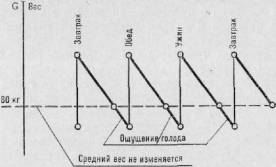 G Вес
Завтрак
Обед
Ужин
Завтрак
80 кг
Ощущение голода
Средний вес не изменяется